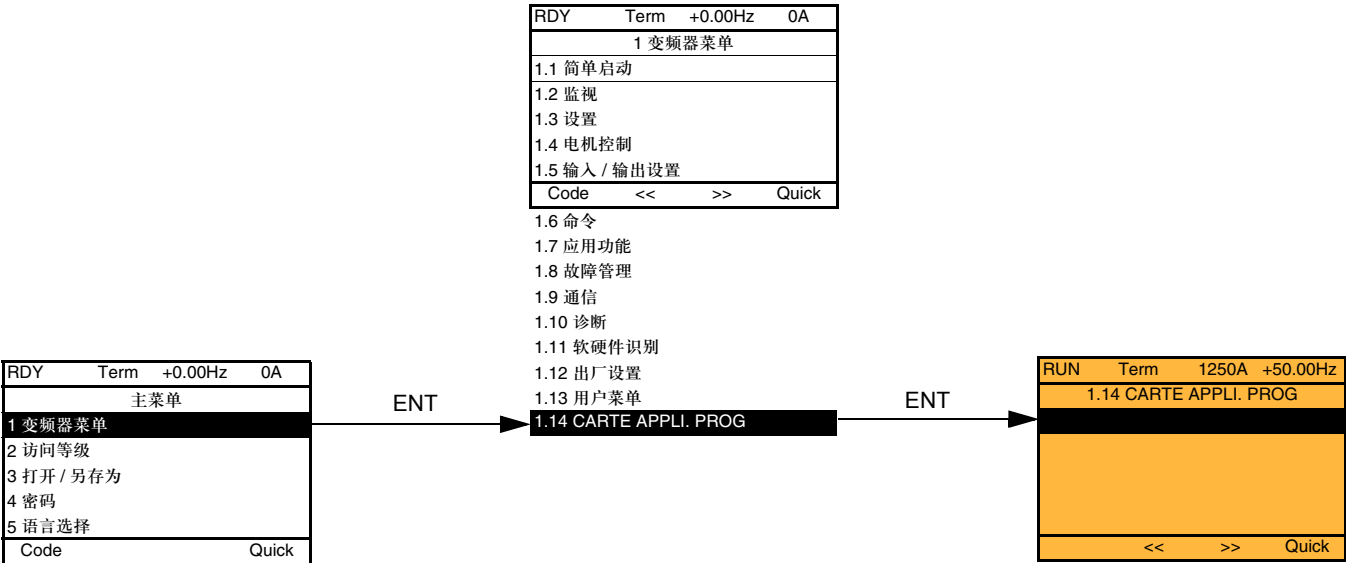 RDY Term +0.00Hz 0A
1 变频器菜单
1.1 简单启动
1.2 监视
1.3 设置
1.4 电机控制
1.5 输入 / 输出设置
Code << >> Quick
1.6 命令
1.7 应用功能
1.8 故障管理
1.9 通信
1.10 诊断
1.11 软硬件识别
1.12 出厂设置
1.13 用户菜单
1.14 CARTE APPLI. PROG
RDY Term +0.00Hz 0A
主菜单
1 变频器菜单
2 访问等级
3 打开 / 另存为
4 密码
5 语言选择
Code Quick
ENT
ENT
RUN Term 1250A +50.00Hz
1.14 CARTE APPLI. PROG
<< >> Quick